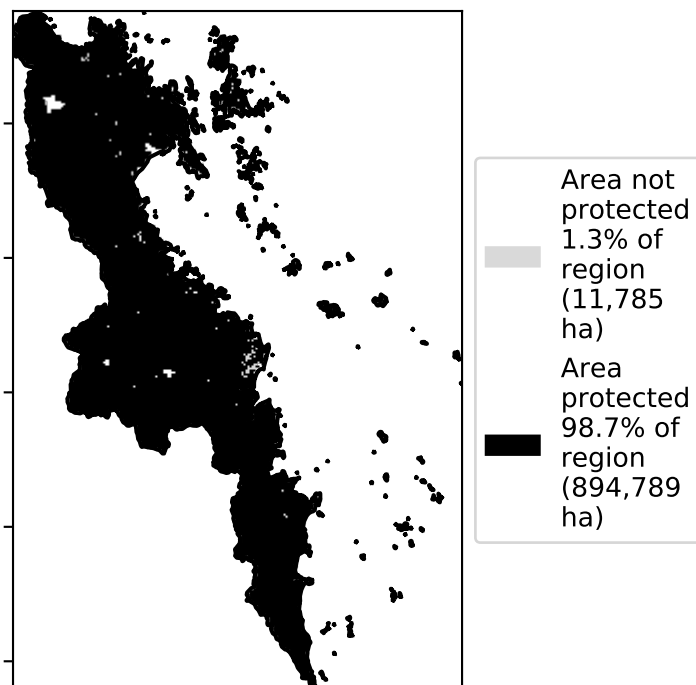 Area not
protected
1.3% of
region
(11,785
ha)
Area
protected
98.7% of
region
(894,789
ha)